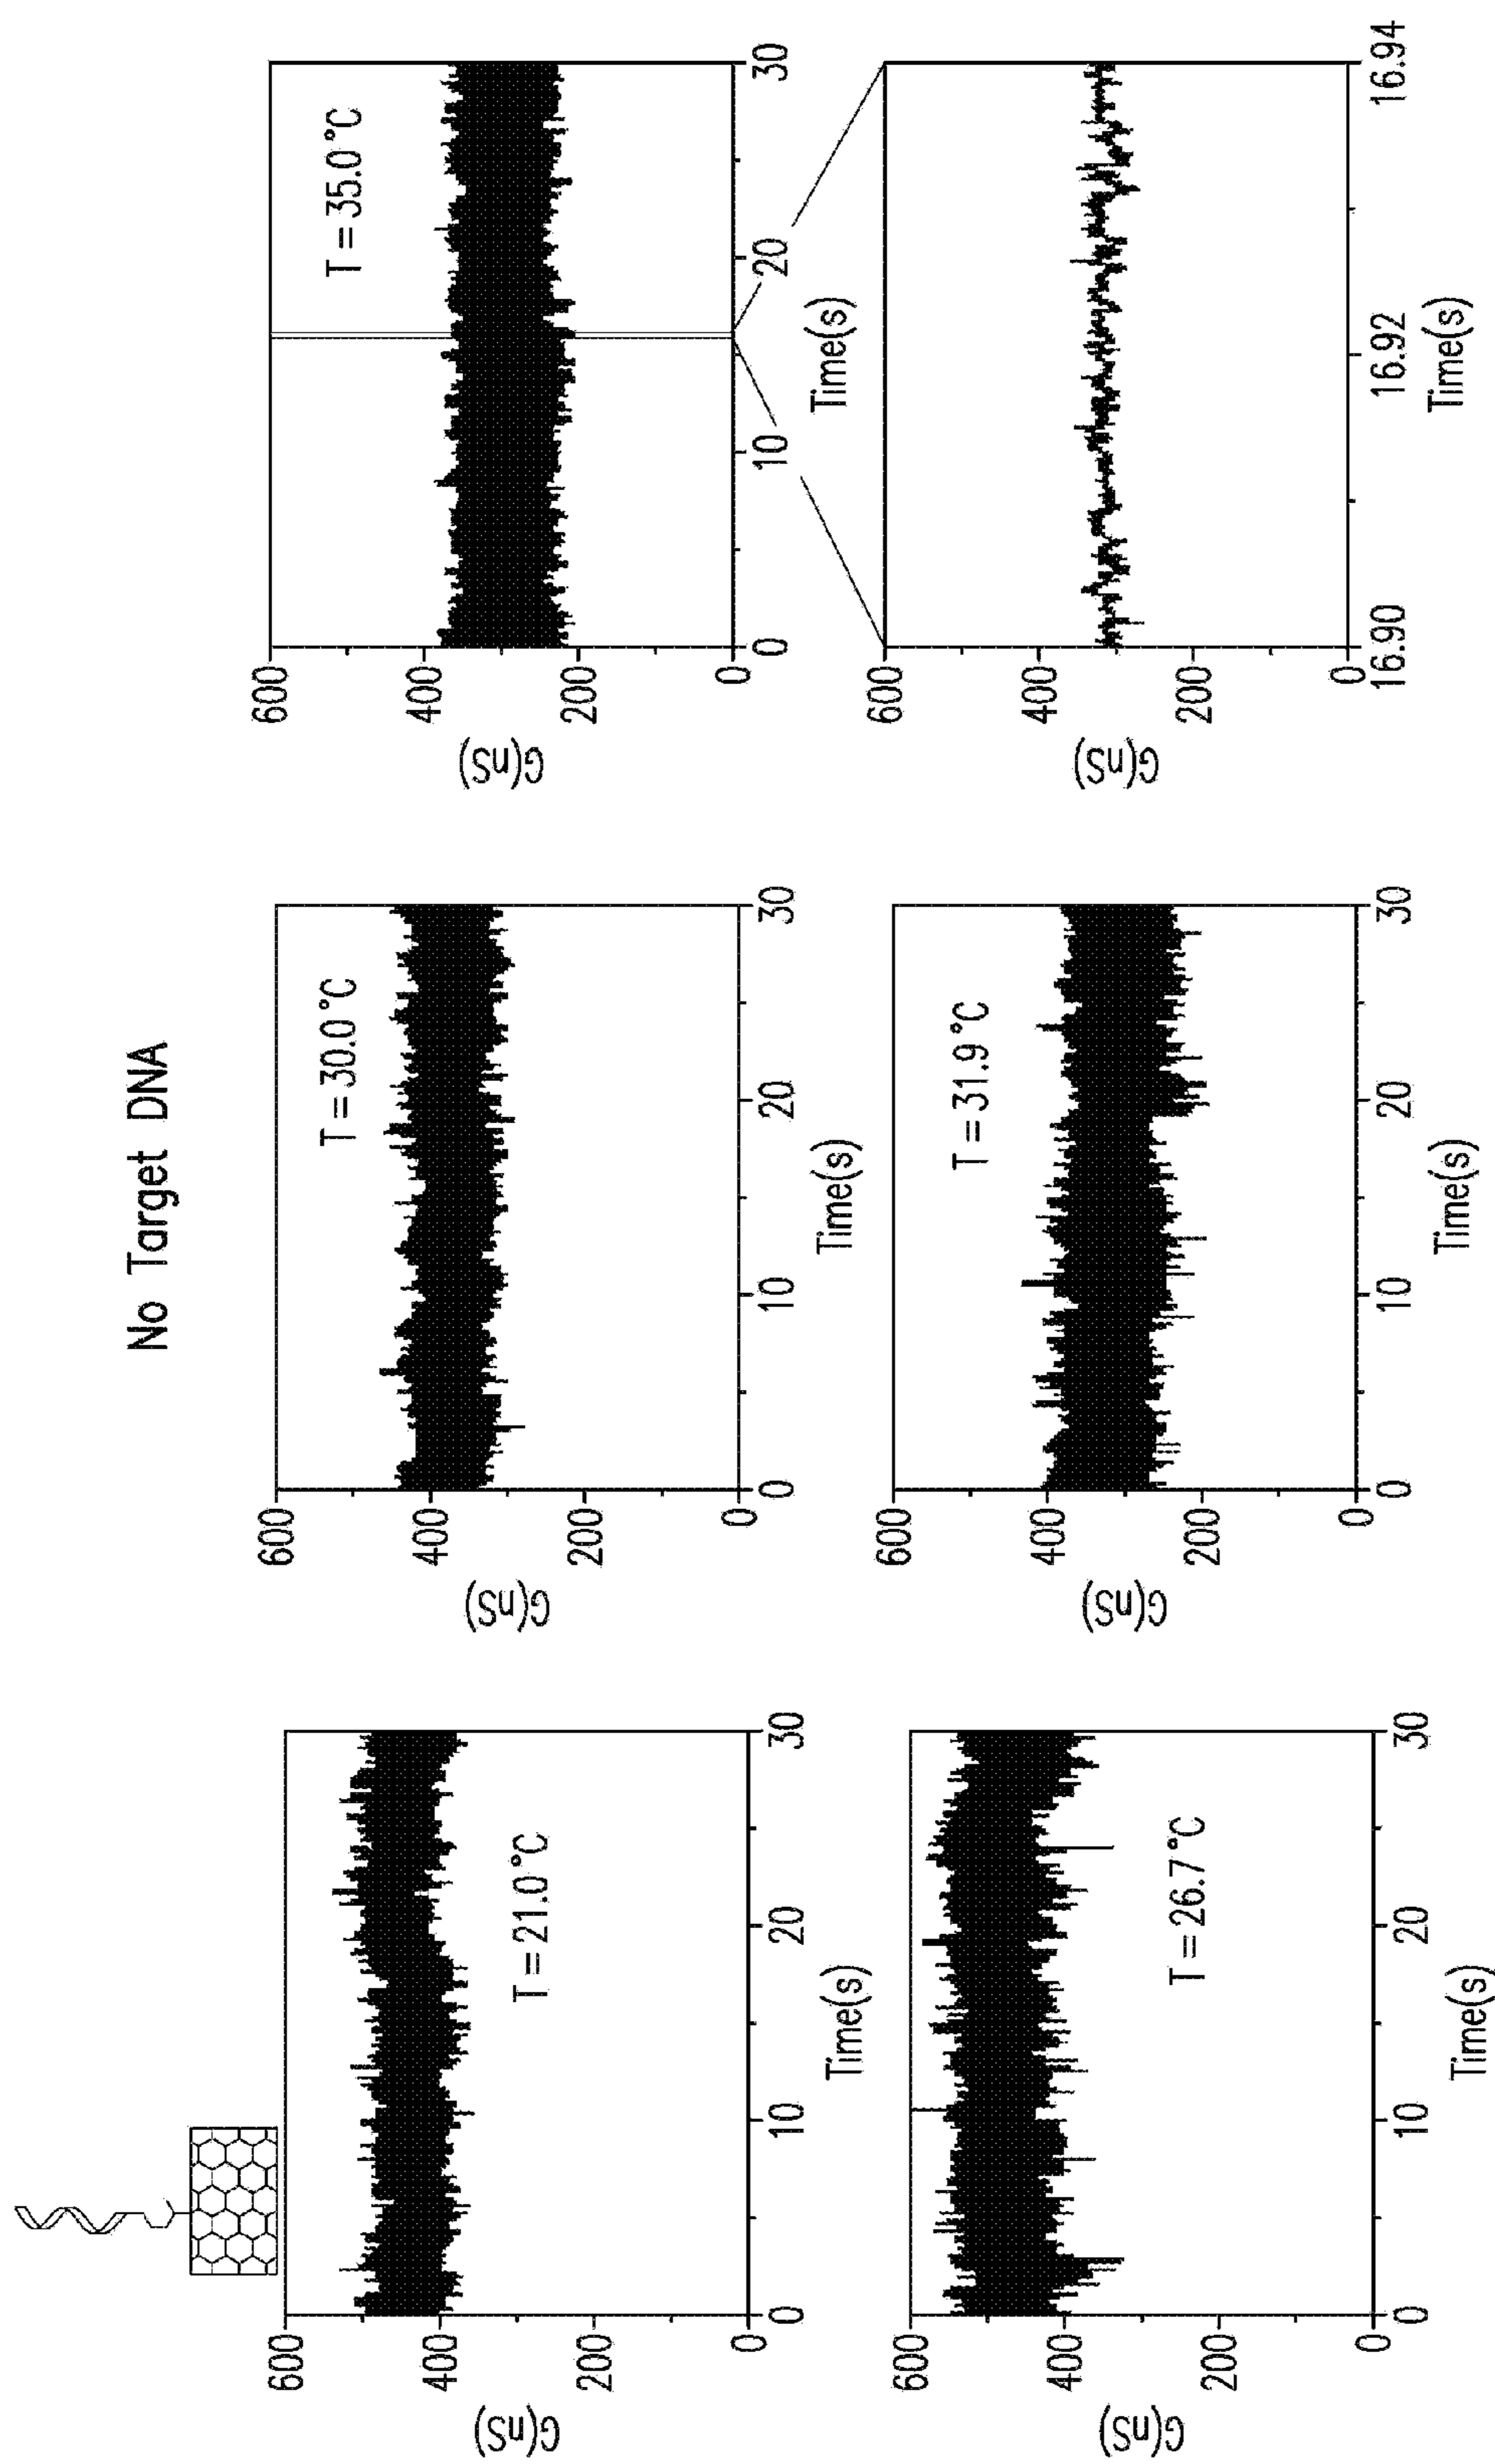 No Target DNA
600
400
200
0
G(nS)
T = 21.0 °C
0 10 20 30
Time(s)
600
400
200
0
G(nS)
T = 26.7 °C
0 10 20 30
Time(s)
600
400
200
0
G(nS)
T = 30.0 °C
0 10 20 30
Time(s)
600
400
200
0
G(nS)
T = 31.9 °C
0 10 20 30
Time(s)
600
400
200
0
G(nS)
T = 35.0 °C
0 10 20 30
Time(s)
600
400
200
0
G(nS)
16.90 16.92 16.94
Time(s)